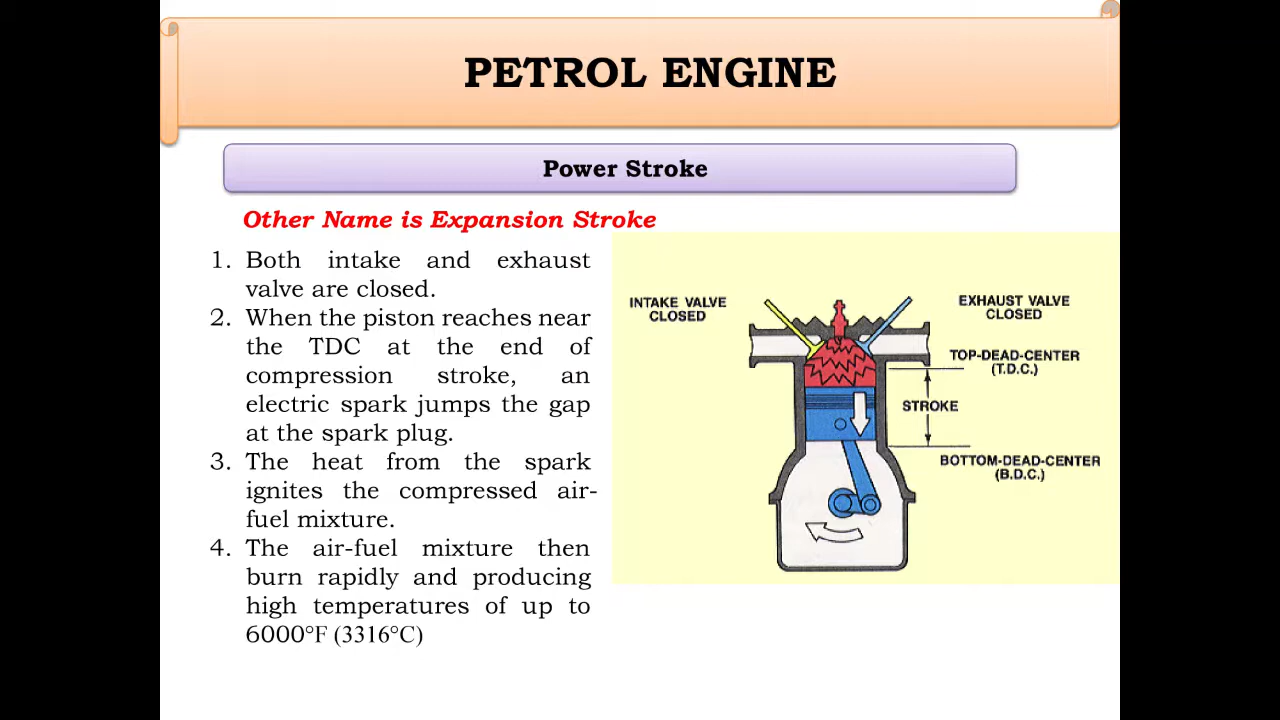 PETROL ENGINE
Power Stroke
Other Name is Expansion Stroke
1. Both intake and exhaust
valve are closed.
2. When the piston reaches near
the TDC at the end of
compression stroke, an
electric spark jumps the gap
at the spark plug.
3. The heat from the spark
ignites the compressed air-
fuel mixture.
4. The air-fuel mixture then
burn rapidly and producing
high temperatures of up to
6000°F (3316°C)
INTAKE VALVE
CLOSED
EXHAUST VALVE
CLOSED
TOP-DEAD-CENTER
(T.D.C.)
STROKE
BOTTOM-DEAD-CENTER
(B.D.C.)